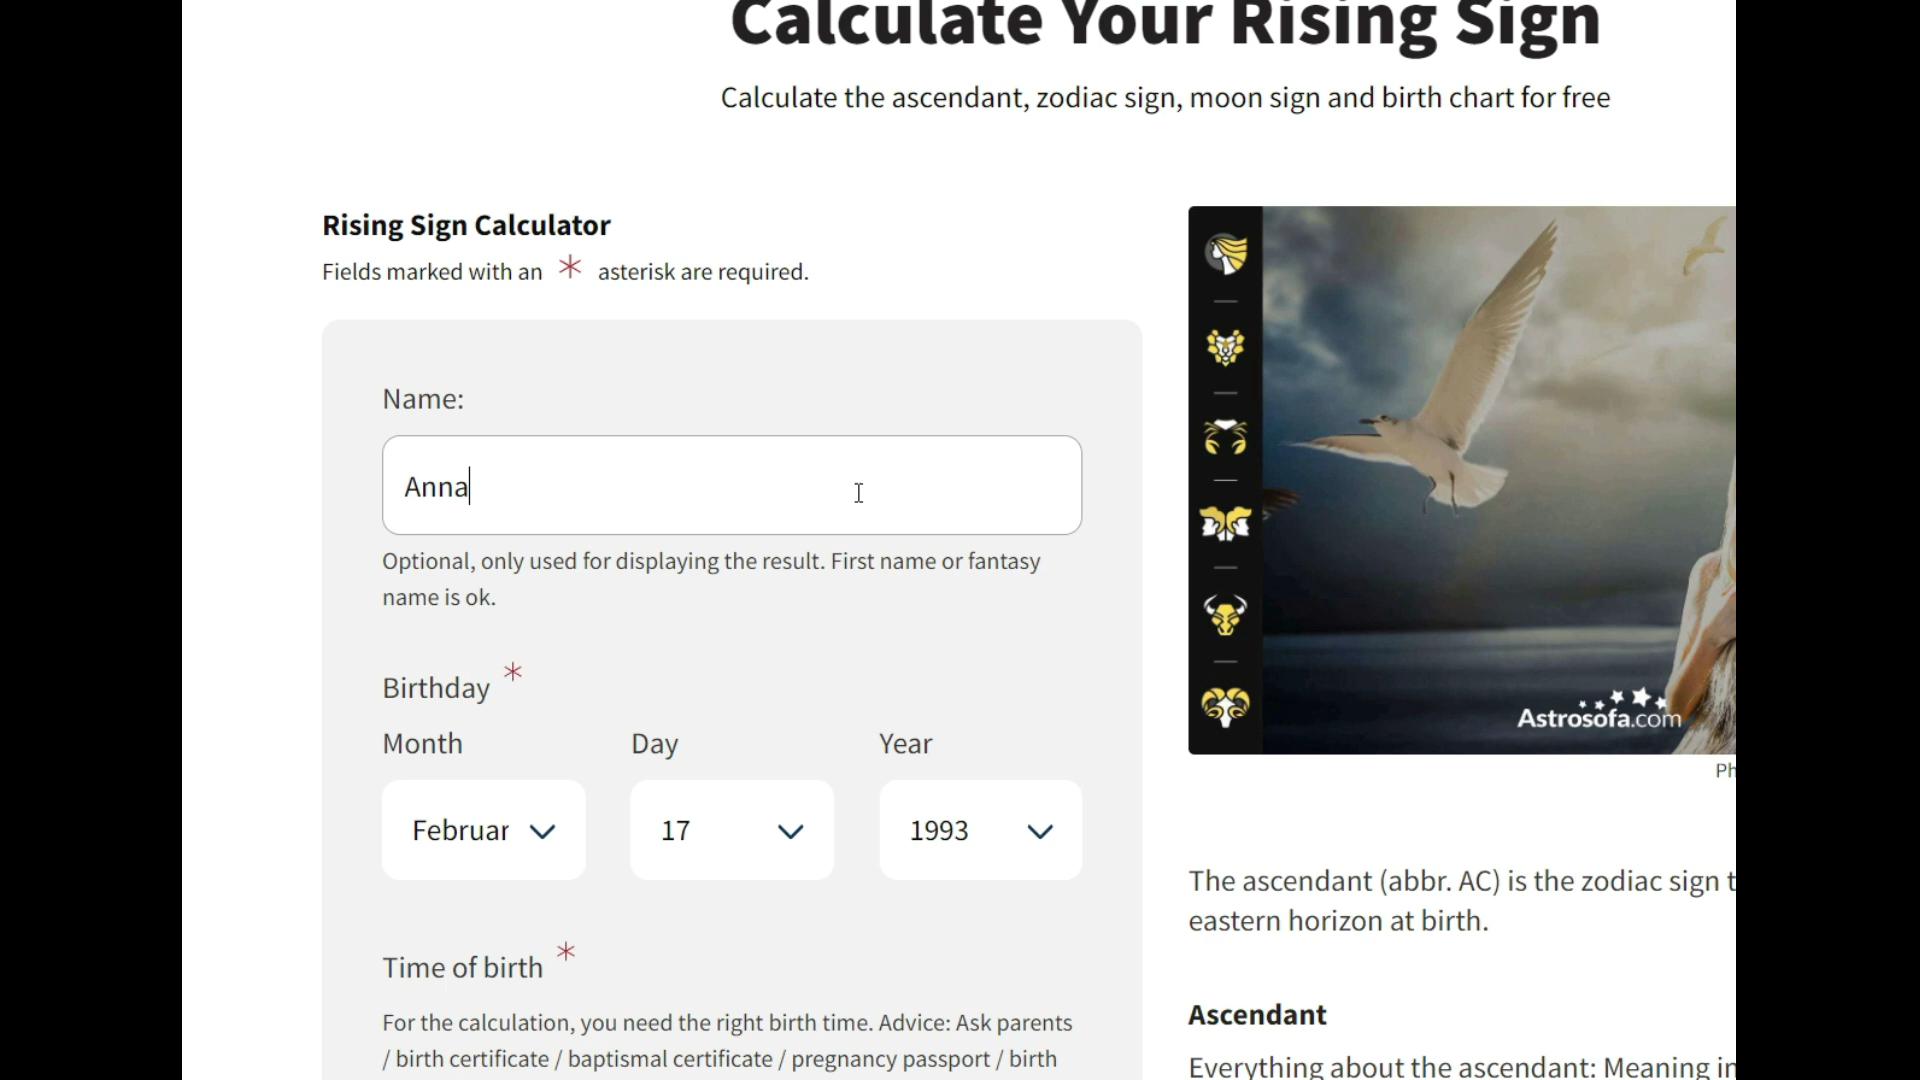 Calculate Your Rising Sign
Calculate the ascendant, zodiac sign, moon sign and birth chart for free
Rising Sign Calculator
Fields marked with an * asterisk are required.
Name:
Anna
Optional, only used for displaying the result. First name or fantasy
name is ok.
Birthday *
Month Day Year
Februar 17 1993
Time of birth *
For the calculation, you need the right birth time. Advice: Ask parents
/ birth certificate / baptismal certificate / pregnancy passport / birth
Astrosofa.com
Ph
The ascendant (abbr. AC) is the zodiac sign t
eastern horizon at birth.
Ascendant
Everything about the ascendant: Meaning in